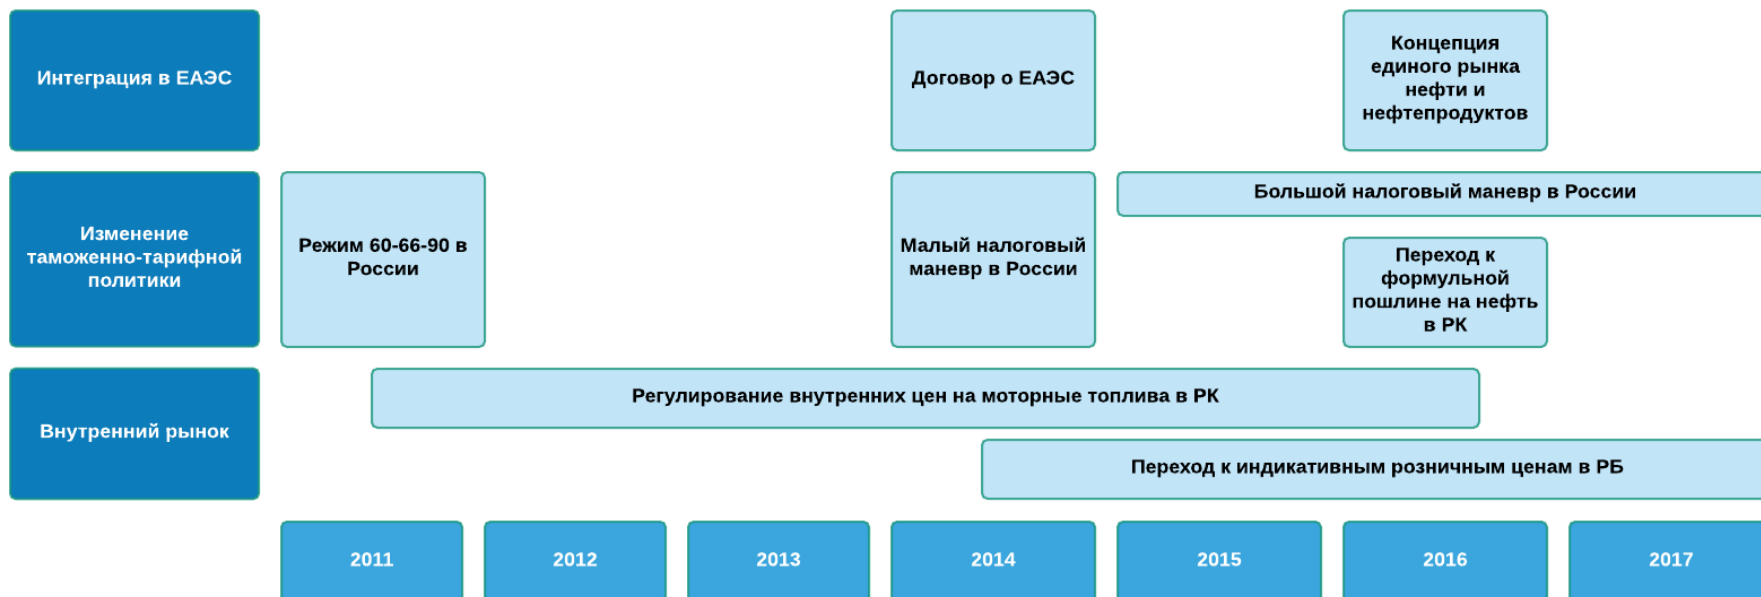 Интеграция в ЕАЭС
Договор о ЕАЭС
Концепция
единого рынка
нефти и
нефтепродуктов
Изменение
таможенно-тарифной
политики
Режим 60-66-90 в
России
Малый налоговый
маневр в России
Большой налоговый маневр в России
Переход к
формульной
пошлине на нефть
в РК
Внутренний рынок
Регулирование внутренних цен на моторные топлива в РК
Переход к индикативным розничным ценам в РБ
2011
2012
2013
2014
2015
2016
2017